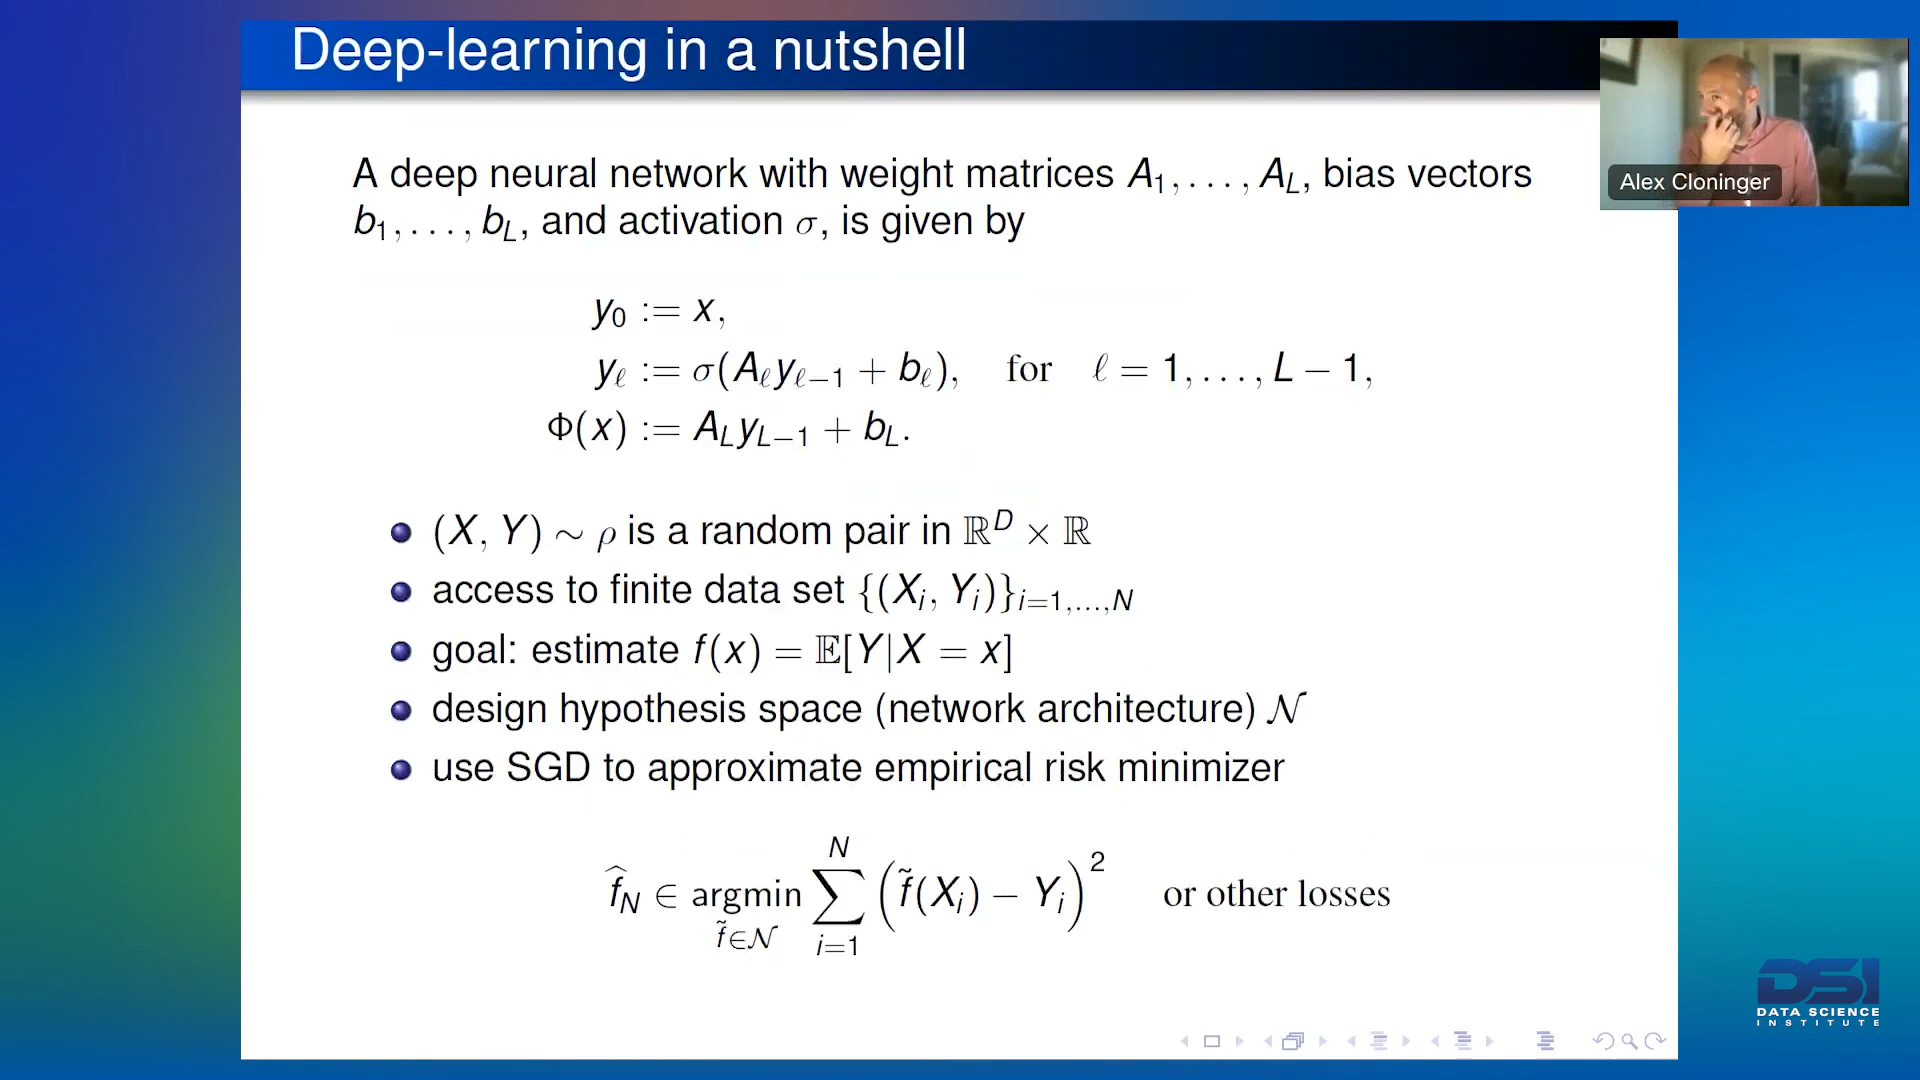 Deep-learning in a nutshell
Alex Cloninger
A deep neural network with weight matrices A₁, . . . , A_L, bias vectors
b₁, . . . , b_L, and activation σ, is given by
y₀ := x,
y_ℓ := σ(A_ℓ y_{ℓ−1} + b_ℓ), for ℓ = 1, . . . , L − 1,
Φ(x) := A_L y_{L−1} + b_L.
(X, Y) ∼ ρ is a random pair in ℝ^D × ℝ
access to finite data set {(X_i, Y_i)}_{i=1,...,N}
goal: estimate f(x) = 𝔼[Y|X = x]
design hypothesis space (network architecture) 𝒩
use SGD to approximate empirical risk minimizer
f̂_N ∈ argmin_{f̃∈𝒩} ∑_{i=1}^{N} (f̃(X_i) − Y_i)² or other losses
DSI
DATA SCIENCE
INSTITUTE